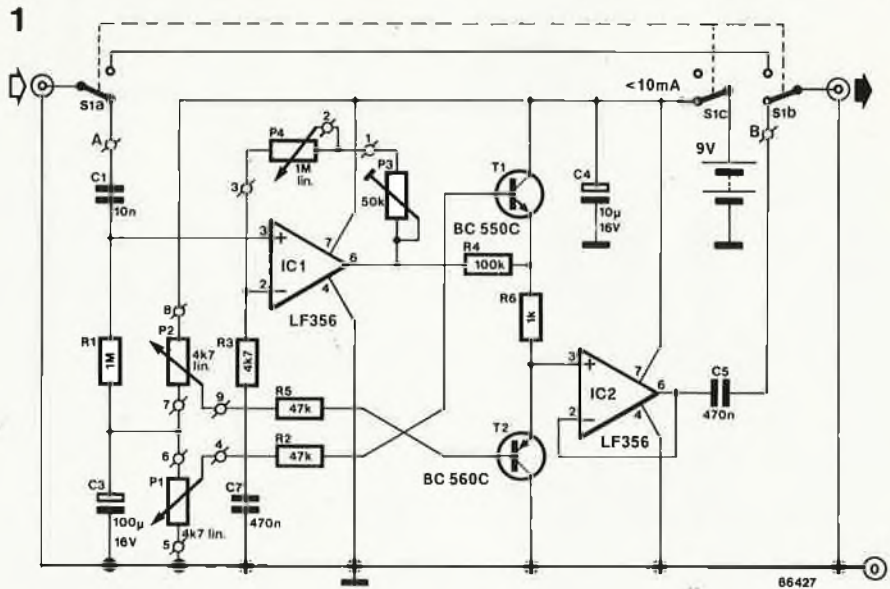 1
S1a
A
C1
10n
R1
1M
C3
100µ
16V
8
P2
4k7
lin.
7
9
6
4
P1
4k7 lin.
5
P4
1M
lin.
2
1
3
P3
50k
3
+
IC1
7
6
2
-
4
LF356
R3
4k7
R5
47k
R2
47k
C7
470n
R4
100k
T1
BC 550C
R6
1k
T2
BC 560C
C4
10µ
16V
<10mA
S1c
9V
S1b
B
3
+
IC2
7
6
2
-
4
LF356
C5
470n
86427